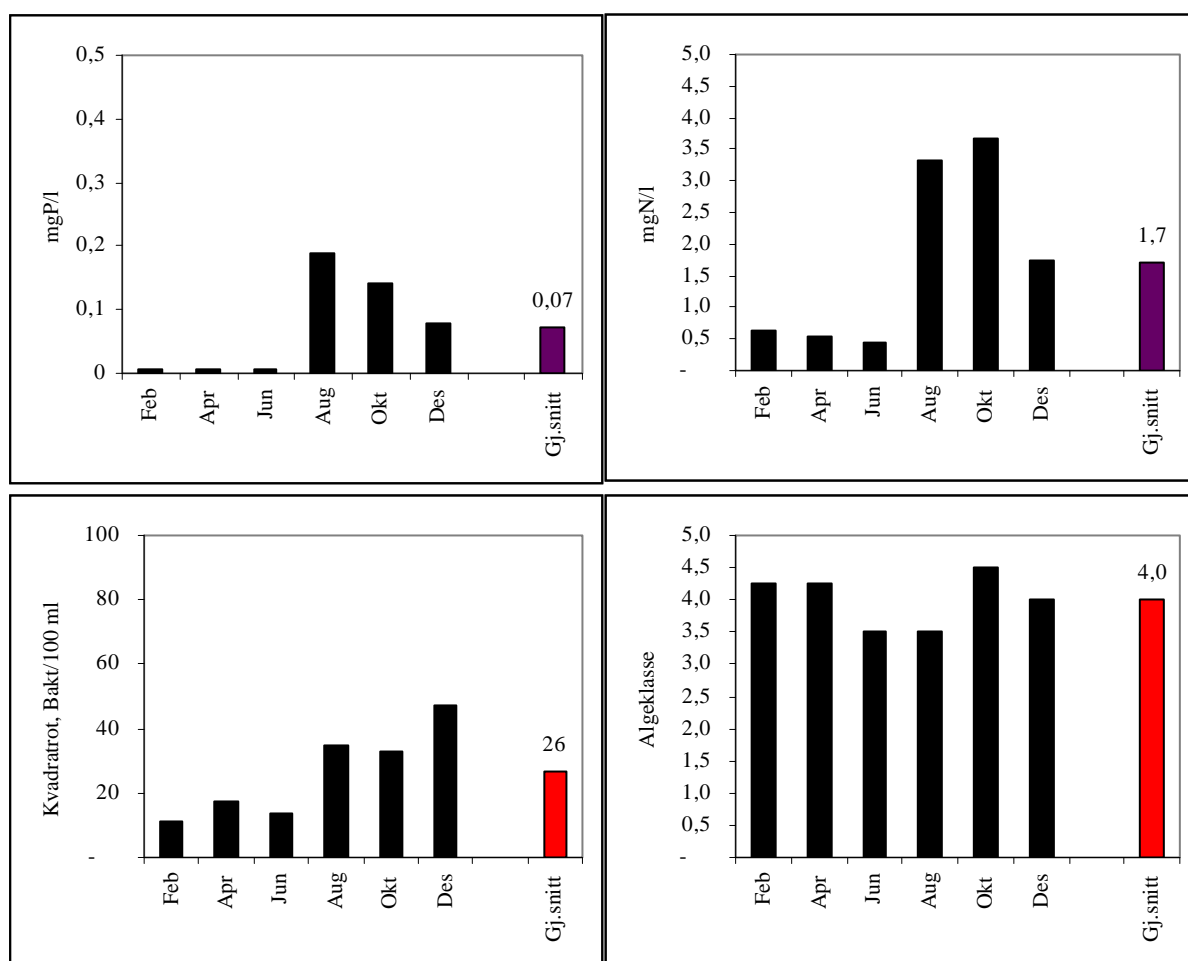 0,5
0,4
0,3
0,2
0,1
0
mgP/l
0,07
Feb
Apr
Jun
Aug
Okt
Des
Gj.snitt
5,0
4,5
4,0
3,5
3,0
2,5
2,0
1,5
1,0
0,5
-
mgN/l
1,7
Feb
Apr
Jun
Aug
Okt
Des
Gj.snitt
100
80
60
40
20
-
Kvadratrot, Bakt/100 ml
26
Feb
Apr
Jun
Aug
Okt
Des
Gj.snitt
5,0
4,5
4,0
3,5
3,0
2,5
2,0
1,5
1,0
0,5
-
Algeklasse
4,0
Feb
Apr
Jun
Aug
Okt
Des
Gj.snitt